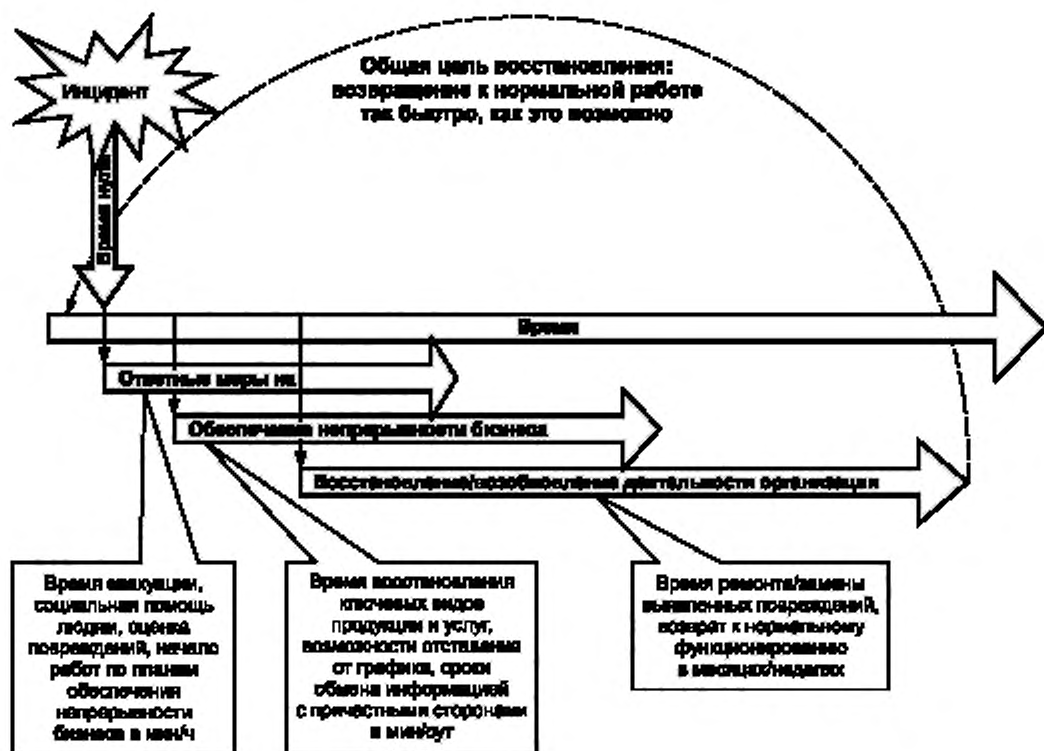 Инцидент
Общая цель восстановления:
возвращение к нормальной работе
так быстро, как это возможно
Время нуль
Время
Ответные меры на
Обеспечение непрерывности бизнеса
Восстановление/возобновление деятельности организации
Время эвакуации,
социальная помощь
людям, оценка
повреждений, начало
работ по планам
обеспечения
непрерывности
бизнеса в мин/ч
Время восстановления
ключевых видов
продукции и услуг,
возможности отставания
от графика, сроки
обмена информацией
с причастными сторонами
в мин/сут
Время ремонта/замены
выявленных повреждений,
возврат к нормальному
функционированию
в месяцах/неделях